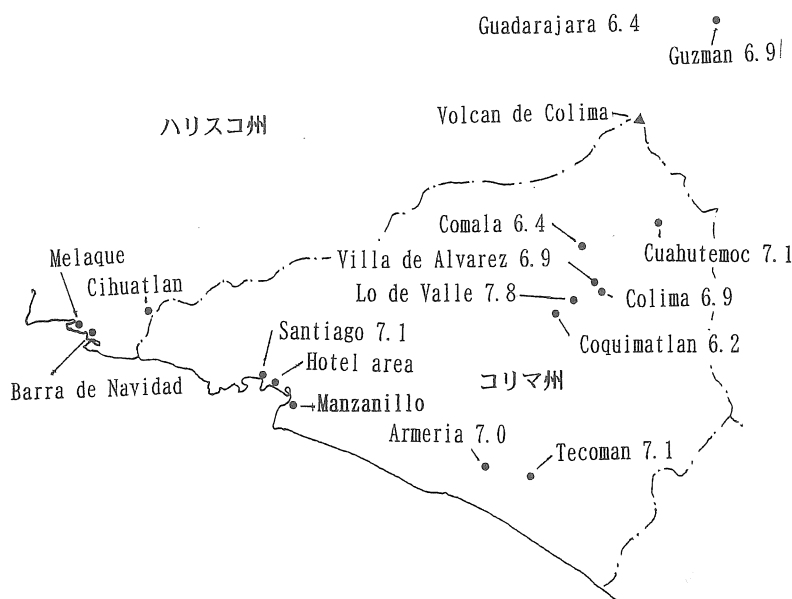 Guadarajara 6.4
Guzman 6.9
Volcan de Colima
ハリスコ州
Comala 6.4
Cuahutemoc 7.1
Melaque
Villa de Alvarez 6.9
Cihuatlan
Lo de Valle 7.8
Colima 6.9
Santiago 7.1
Coquimatlan 6.2
Hotel area
Barra de Navidad
コリマ州
Manzanillo
Armeria 7.0
Tecoman 7.1